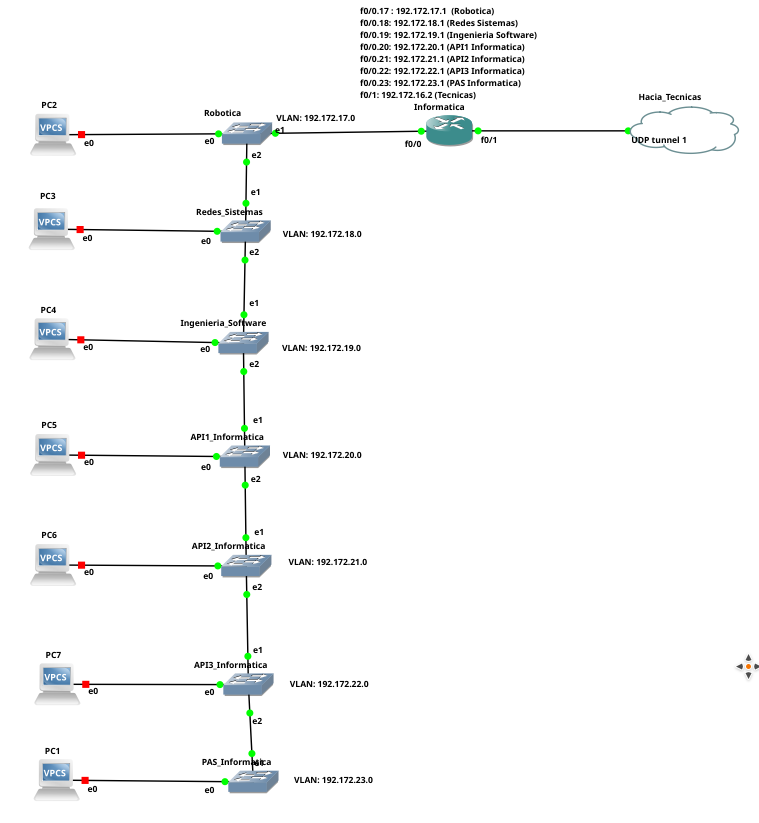 f0/0.17 : 192.172.17.1 (Robotica)
f0/0.18: 192.172.18.1 (Redes Sistemas)
f0/0.19: 192.172.19.1 (Ingenieria Software)
f0/0.20: 192.172.20.1 (API1 Informatica)
f0/0.21: 192.172.21.1 (API2 Informatica)
f0/0.22: 192.172.22.1 (API3 Informatica)
f0/0.23: 192.172.23.1 (PAS Informatica)
f0/1: 192.172.16.2 (Tecnicas)
Informatica
Hacia_Tecnicas
PC2
Robotica
VLAN: 192.172.17.0
VPCS
e0
e0
e1
e2
f0/0
f0/1
UDP tunnel 1
PC3
e1
Redes_Sistemas
VPCS
e0
e0
e2
VLAN: 192.172.18.0
PC4
e1
Ingenieria_Software
VPCS
e0
e0
e2
VLAN: 192.172.19.0
PC5
e1
API1_Informatica
VPCS
e0
e0
e2
VLAN: 192.172.20.0
PC6
e1
API2_Informatica
VPCS
e0
e0
e2
VLAN: 192.172.21.0
PC7
e1
API3_Informatica
VPCS
e0
e0
e2
VLAN: 192.172.22.0
PC1
PAS_Informatica
VPCS
e0
e0
VLAN: 192.172.23.0